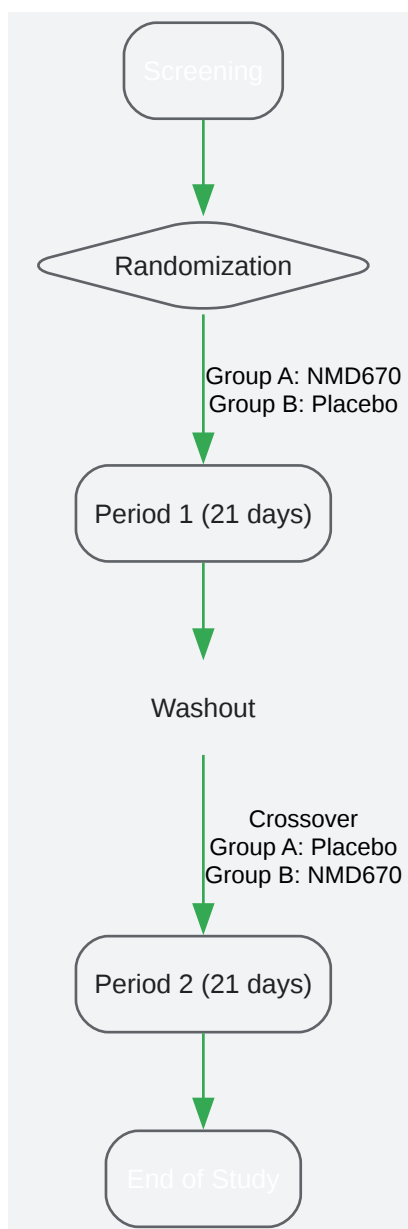 Screening
Randomization
Group A: NMD670
Group B: Placebo
Period 1 (21 days)
Washout
Crossover
Group A: Placebo
Group B: NMD670
Period 2 (21 days)
End of Study